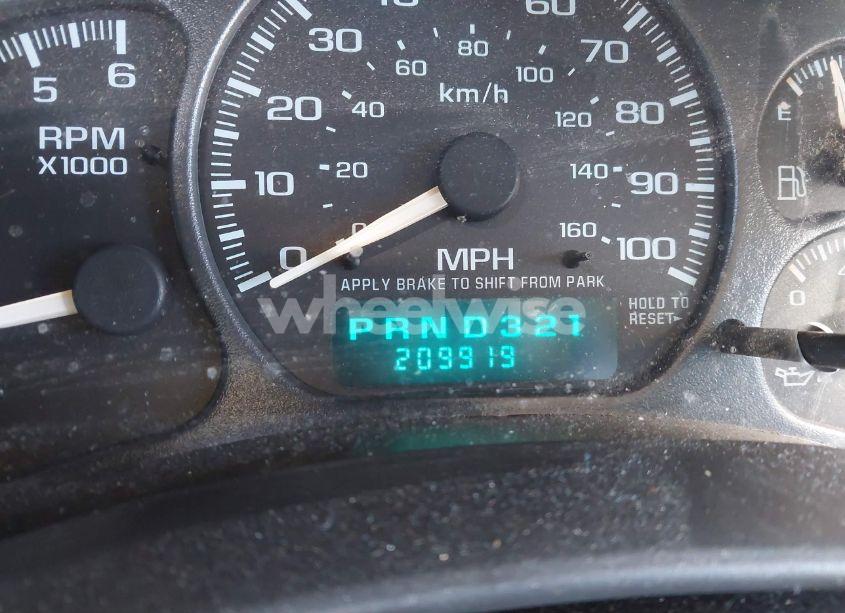 5 6
RPM
X1000
0 10 20 30 60 70 80 90 100
0 20 40 60 80 100 120 140 160
km/h
MPH
APPLY BRAKE TO SHIFT FROM PARK
HOLD TO
RESET
wheelwise
PRND321
209919
E
0